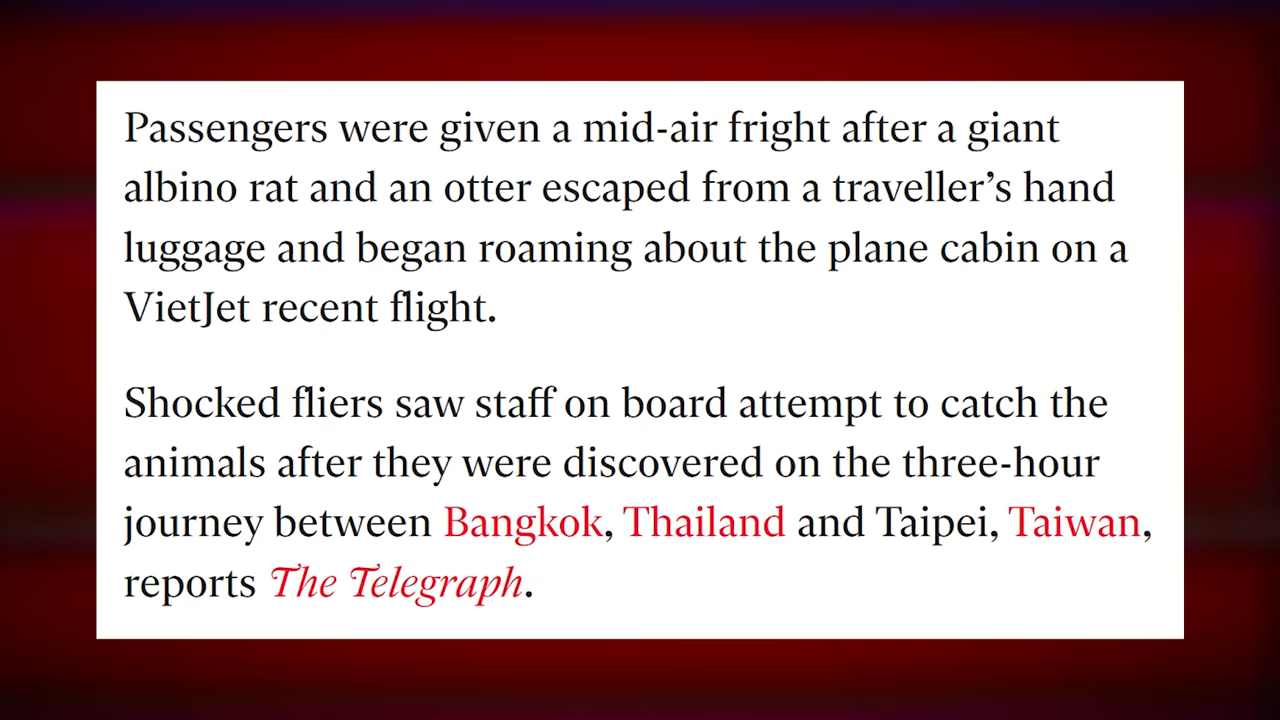 Passengers were given a mid-air fright after a giant
albino rat and an otter escaped from a traveller’s hand
luggage and began roaming about the plane cabin on a
VietJet recent flight.
Shocked fliers saw staff on board attempt to catch the
animals after they were discovered on the three-hour
journey between Bangkok, Thailand and Taipei, Taiwan,
reports The Telegraph.